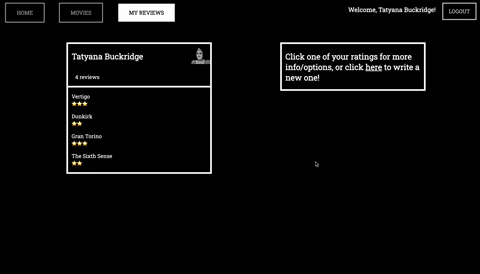 HOME
MOVIES
MY REVIEWS
Welcome, Tatyana Buckridge!
LOGOUT
Tatyana Buckridge
4 reviews
Vertigo
⭐⭐⭐
Dunkirk
⭐⭐
Gran Torino
⭐⭐⭐
The Sixth Sense
⭐⭐
Click one of your ratings for more
info/options, or click here to write a
new one!